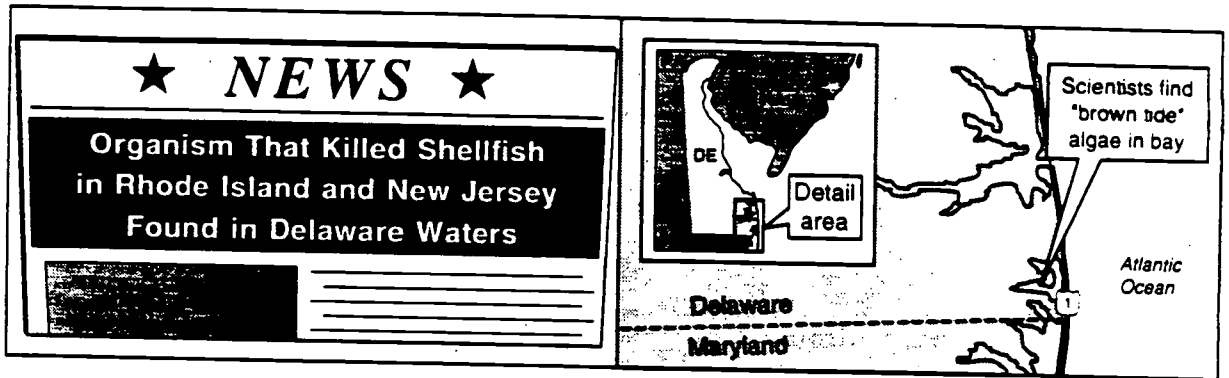 ★ NEWS ★
Organism That Killed Shellfish
in Rhode Island and New Jersey
Found in Delaware Waters
DE
Detail
area
Scientists find
"brown tide"
algae in bay
Atlantic
Ocean
1
Delaware
Maryland